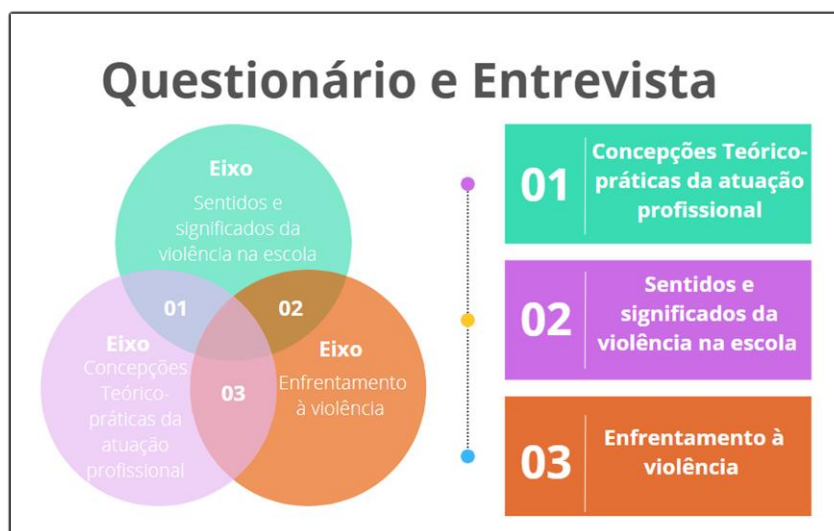 Questionário e Entrevista
Eixo
Sentidos e
significados da
violência na escola
01
02
Eixo
Concepções
Teórico-
práticas da
atuação
profissional
03
Eixo
Enfrentamento
à violência
01
Concepções Teórico-
práticas da atuação
profissional
02
Sentidos e
significados da
violência na escola
03
Enfrentamento à
violência